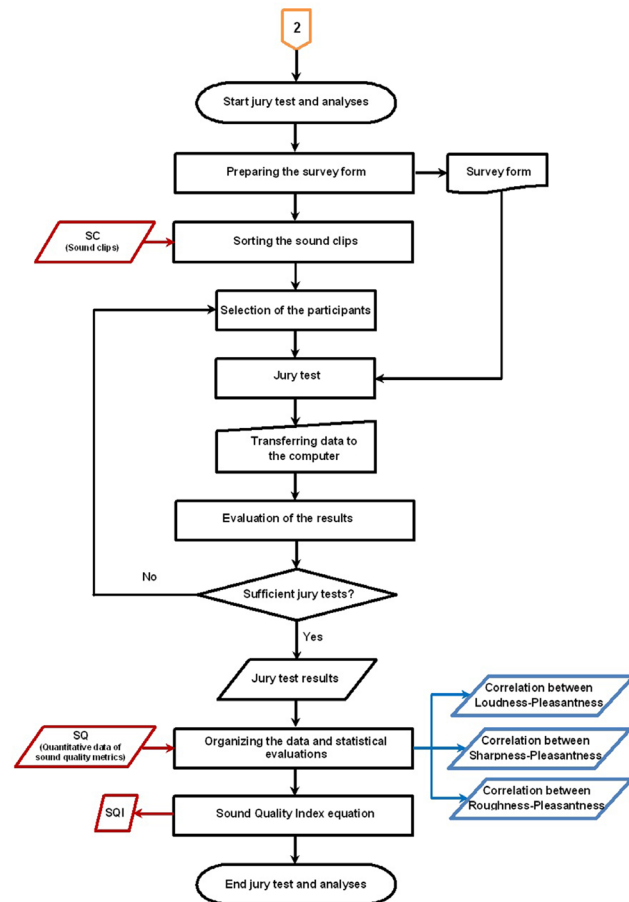 2
Start jury test and analyses
Preparing the survey form
Survey form
SC
(Sound clips)
Sorting the sound clips
Selection of the participants
Jury test
Transferring data to
the computer
Evaluation of the results
No
Sufficient jury tests?
Yes
Jury test results
Correlation between
Loudness-Pleasantness
SQ
(Quantitative data of
sound quality metrics)
Organizing the data and statistical
evaluations
Correlation between
Sharpness-Pleasantness
SQI
Sound Quality Index equation
Correlation between
Roughness-Pleasantness
End jury test and analyses